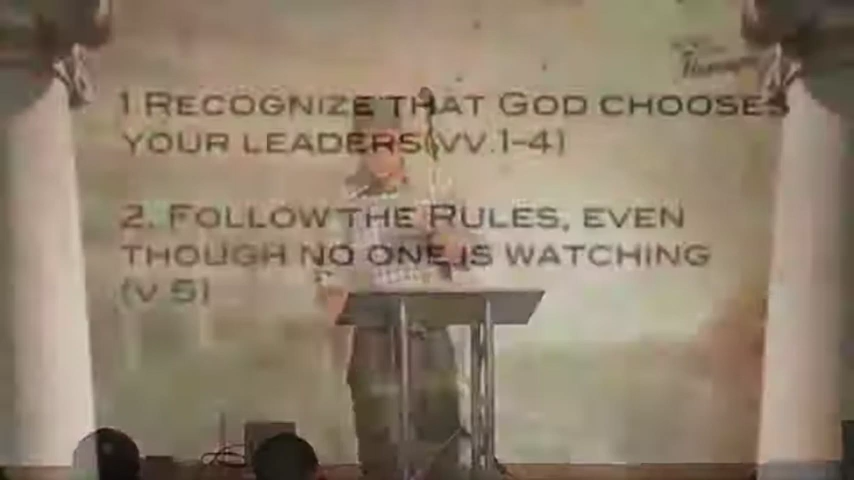 1 RECOGNIZE THAT GOD CHOOSES
YOUR LEADERS(VV.1-4)
2. FOLLOW THE RULES, EVEN
THOUGH NO ONE IS WATCHING
(V 5)